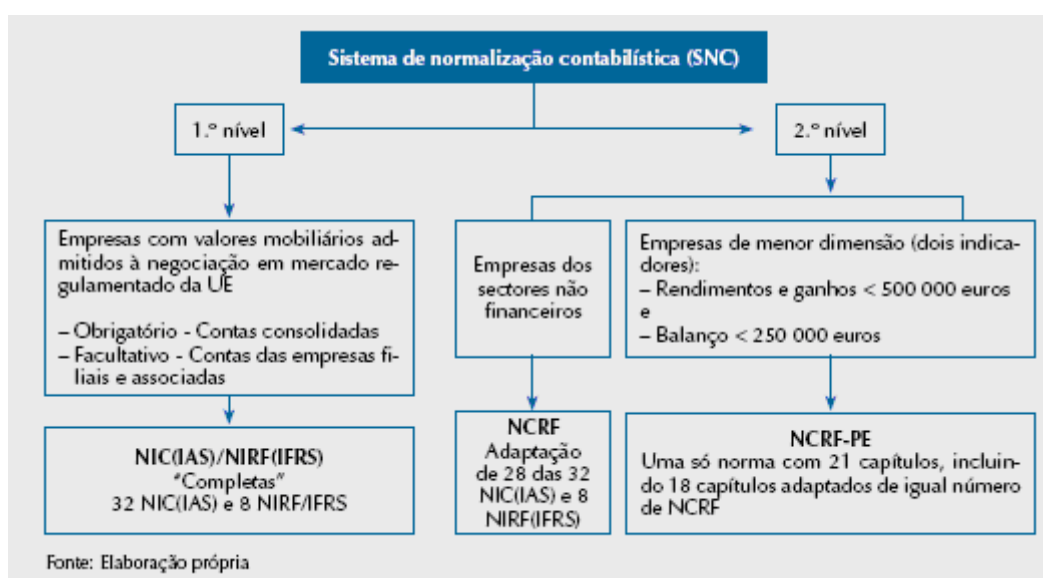 Sistema de normalização contabilística (SNC)
1.º nível
2.º nível
Empresas com valores mobiliários ad-
mitidos à negociação em mercado re-
gulamentado da UE
– Obrigatório - Contas consolidadas
– Facultativo - Contas das empresas fi-
liais e associadas
Empresas dos
sectores não
financeiros
Empresas de menor dimensão (dois indica-
dores):
– Rendimentos e ganhos < 500 000 euros
e
– Balanço < 250 000 euros
NIC(IAS)/NIRF(IFRS)
"Completas"
32 NIC(IAS) e 8 NIRF/IFRS
NCRF
Adaptação
de 28 das 32
NIC(IAS) e 8
NIRF(IFRS)
NCRF-PE
Uma só norma com 21 capítulos, incluin-
do 18 capítulos adaptados de igual número
de NCRF
Fonte: Elaboração própria